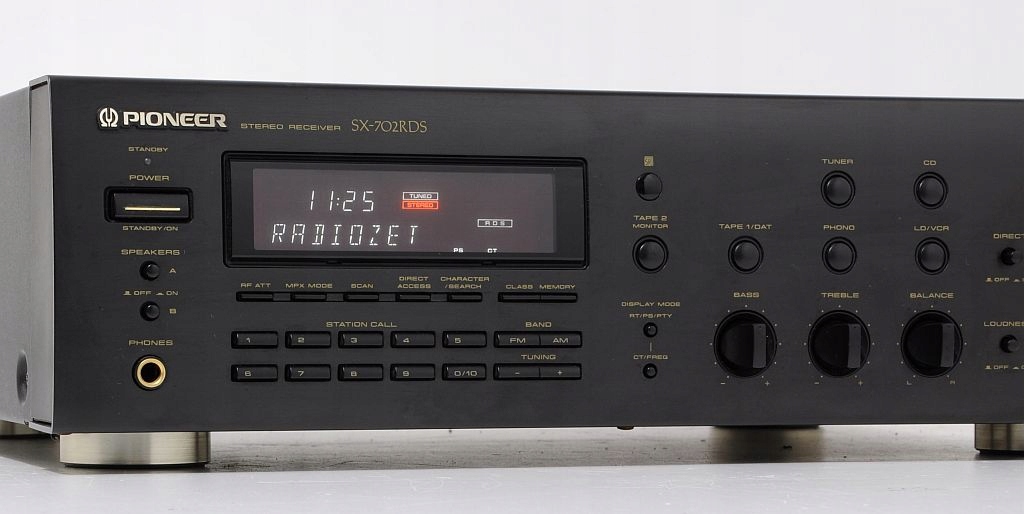 PIONEER STEREO RECEIVER SX-702RDS
STANDBY
POWER
STANDBY/ON
SPEAKERS
A
OFF ON
B
PHONES
11:25
TUNED
STEREO
RADIOZET
RDS
PS CT
RF ATT MPX MODE SCAN DIRECT ACCESS CHARACTER /SEARCH CLASS MEMORY
STATION CALL BAND
1 2 3 4 5 FM AM
TUNING
6 7 8 9 0/10 - +
TAPE 2
MONITOR
TUNER CD
TAPE 1/DAT PHONO LD/VCR
DISPLAY MODE
RT/PS/PTY
CT/FREQ
BASS TREBLE BALANCE
- + - + L R
DIRECT
OFF
LOUDNESS
OFF